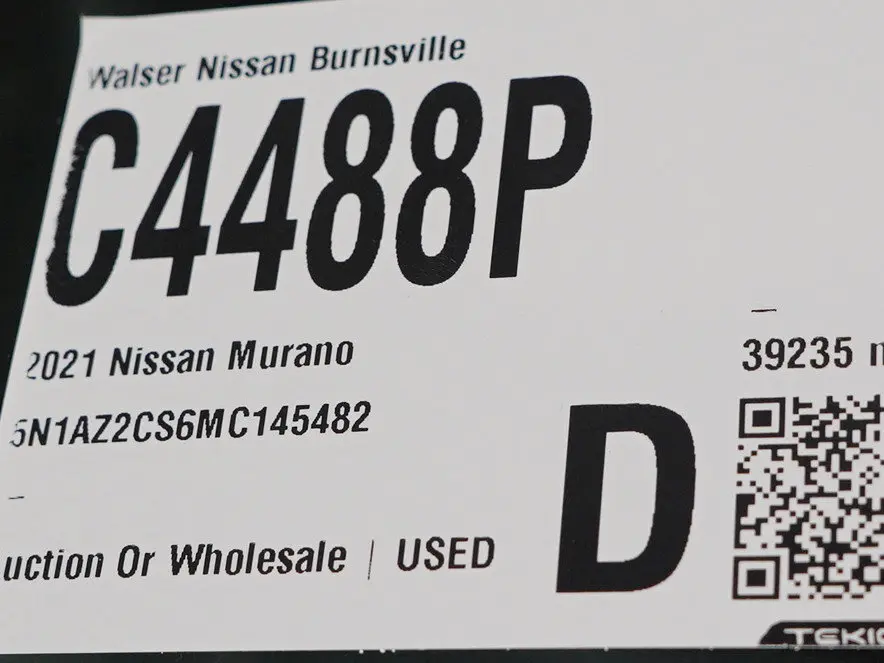 Walser Nissan Burnsville
C4488P
2021 Nissan Murano
39235
5N1AZ2CS6MC145482
D
uction Or Wholesale | USED